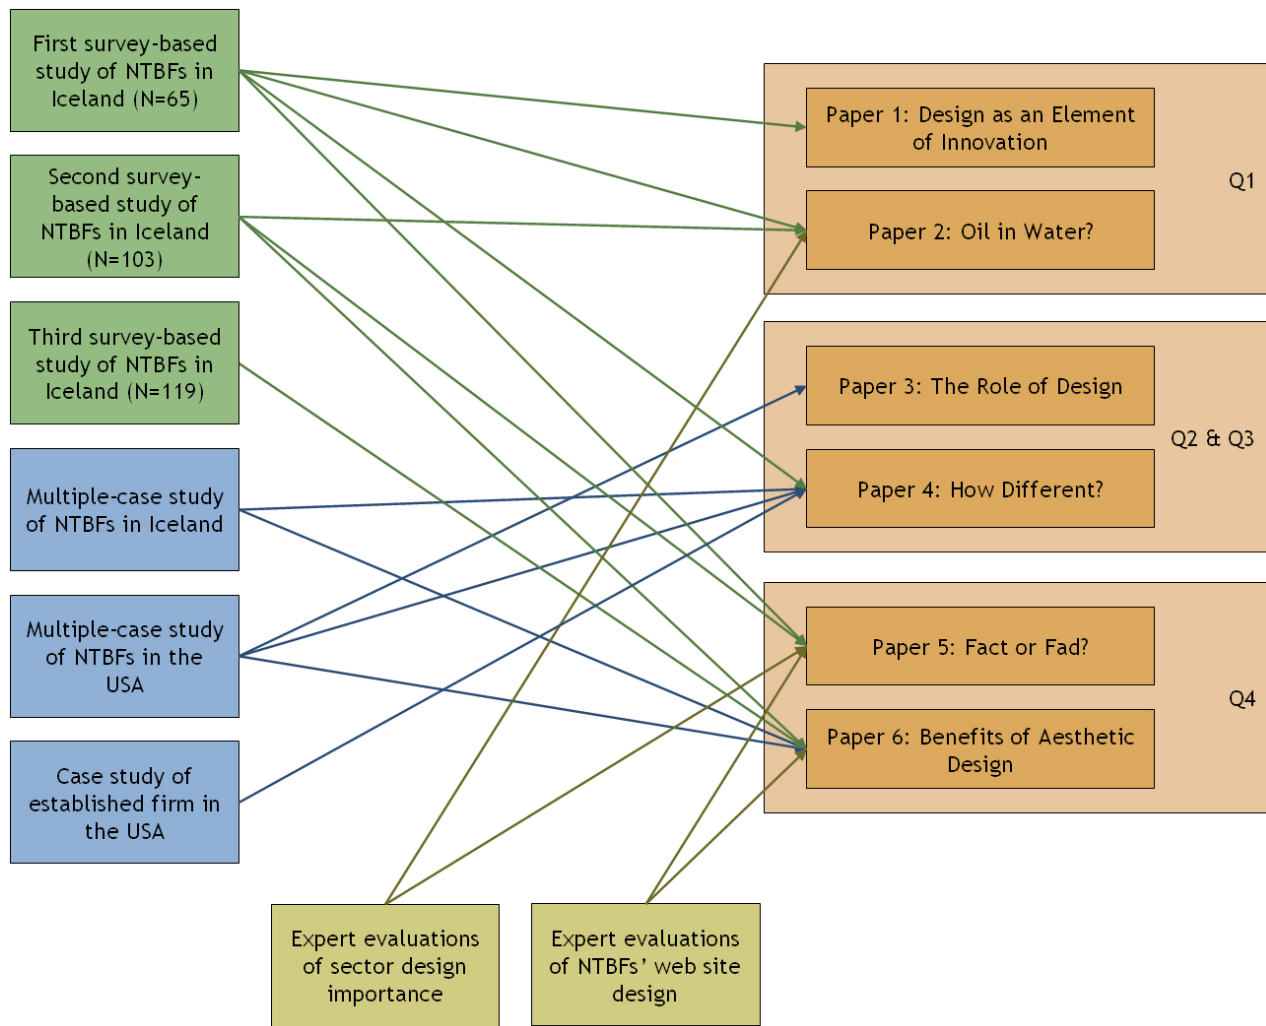 First survey-based
study of NTBFs in
Iceland (N=65)
Second survey-
based study of
NTBFs in Iceland
(N=103)
Third survey-based
study of NTBFs in
Iceland (N=119)
Multiple-case study
of NTBFs in Iceland
Multiple-case study
of NTBFs in the
USA
Case study of
established firm in
the USA
Expert evaluations
of sector design
importance
Expert evaluations
of NTBFs’ web site
design
Paper 1: Design as an Element
of Innovation
Paper 2: Oil in Water?
Q1
Paper 3: The Role of Design
Paper 4: How Different?
Q2 & Q3
Paper 5: Fact or Fad?
Paper 6: Benefits of Aesthetic
Design
Q4